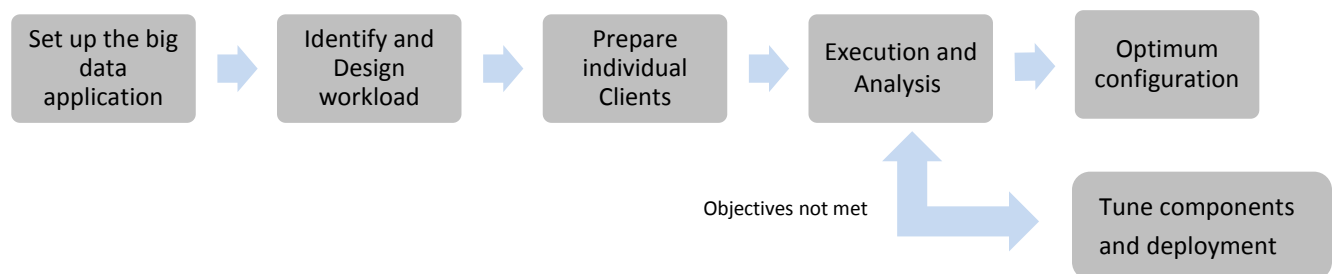 Set up the big
data
application
Identify and
Design
workload
Prepare
individual
Clients
Execution and
Analysis
Optimum
configuration
Objectives not met
Tune components
and deployment